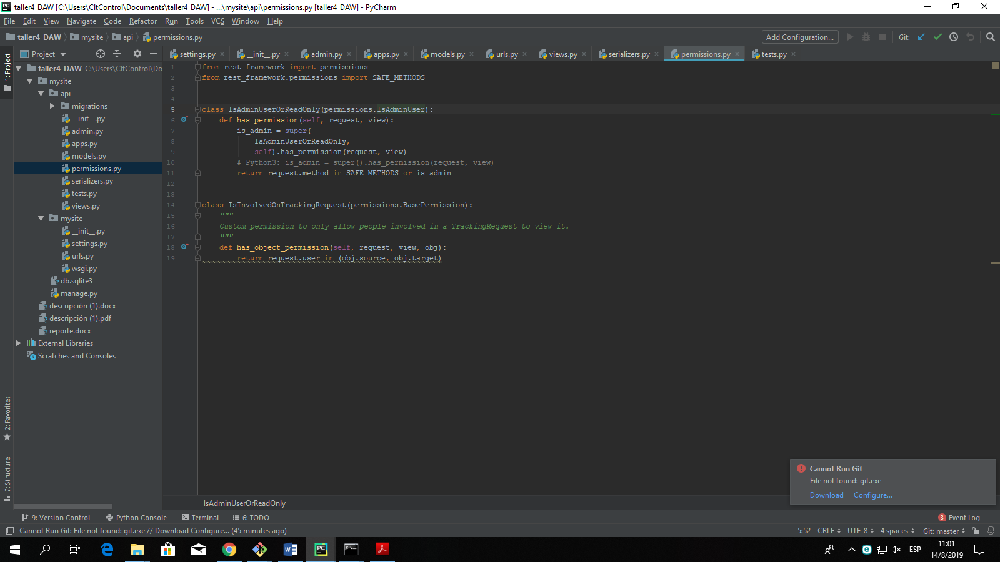 taller4_DAW [C:\Users\CltControl\Documents\taller4_DAW] - ...\mysite\api\permissions.py [taller4_DAW] - PyCharm
File Edit View Navigate Code Refactor Run Tools VCS Window Help
taller4_DAW mysite api permissions.py Add Configuration... Git:
Project settings.py __init__.py admin.py apps.py models.py urls.py views.py serializers.py permissions.py tests.py
1: Project
taller4_DAW C:\Users\CltControl\Do
mysite
api
migrations
__init__.py
admin.py
apps.py
models.py
permissions.py
serializers.py
tests.py
views.py
mysite
__init__.py
settings.py
urls.py
wsgi.py
db.sqlite3
manage.py
descripción (1).docx
descripción (1).pdf
reporte.docx
External Libraries
Scratches and Consoles
2: Favorites
7: Structure
1 from rest_framework import permissions
2 from rest_framework.permissions import SAFE_METHODS
3
4
5 class IsAdminUserOrReadOnly(permissions.IsAdminUser):
6 def has_permission(self, request, view):
7 is_admin = super(
8 IsAdminUserOrReadOnly,
9 self).has_permission(request, view)
10 # Python3: is_admin = super().has_permission(request, view)
11 return request.method in SAFE_METHODS or is_admin
12
13
14 class IsInvolvedOnTrackingRequest(permissions.BasePermission):
15 """
16 Custom permission to only allow people involved in a TrackingRequest to view it.
17 """
18 def has_object_permission(self, request, view, obj):
19 return request.user in (obj.source, obj.target)
Cannot Run Git
File not found: git.exe
Download Configure...
IsAdminUserOrReadOnly
9: Version Control Python Console Terminal 6: TODO 3 Event Log
Cannot Run Git: File not found: git.exe // Download Configure... (45 minutes ago) 5:52 CRLF UTF-8 4 spaces Git: master
ESP
11:01
14/8/2019